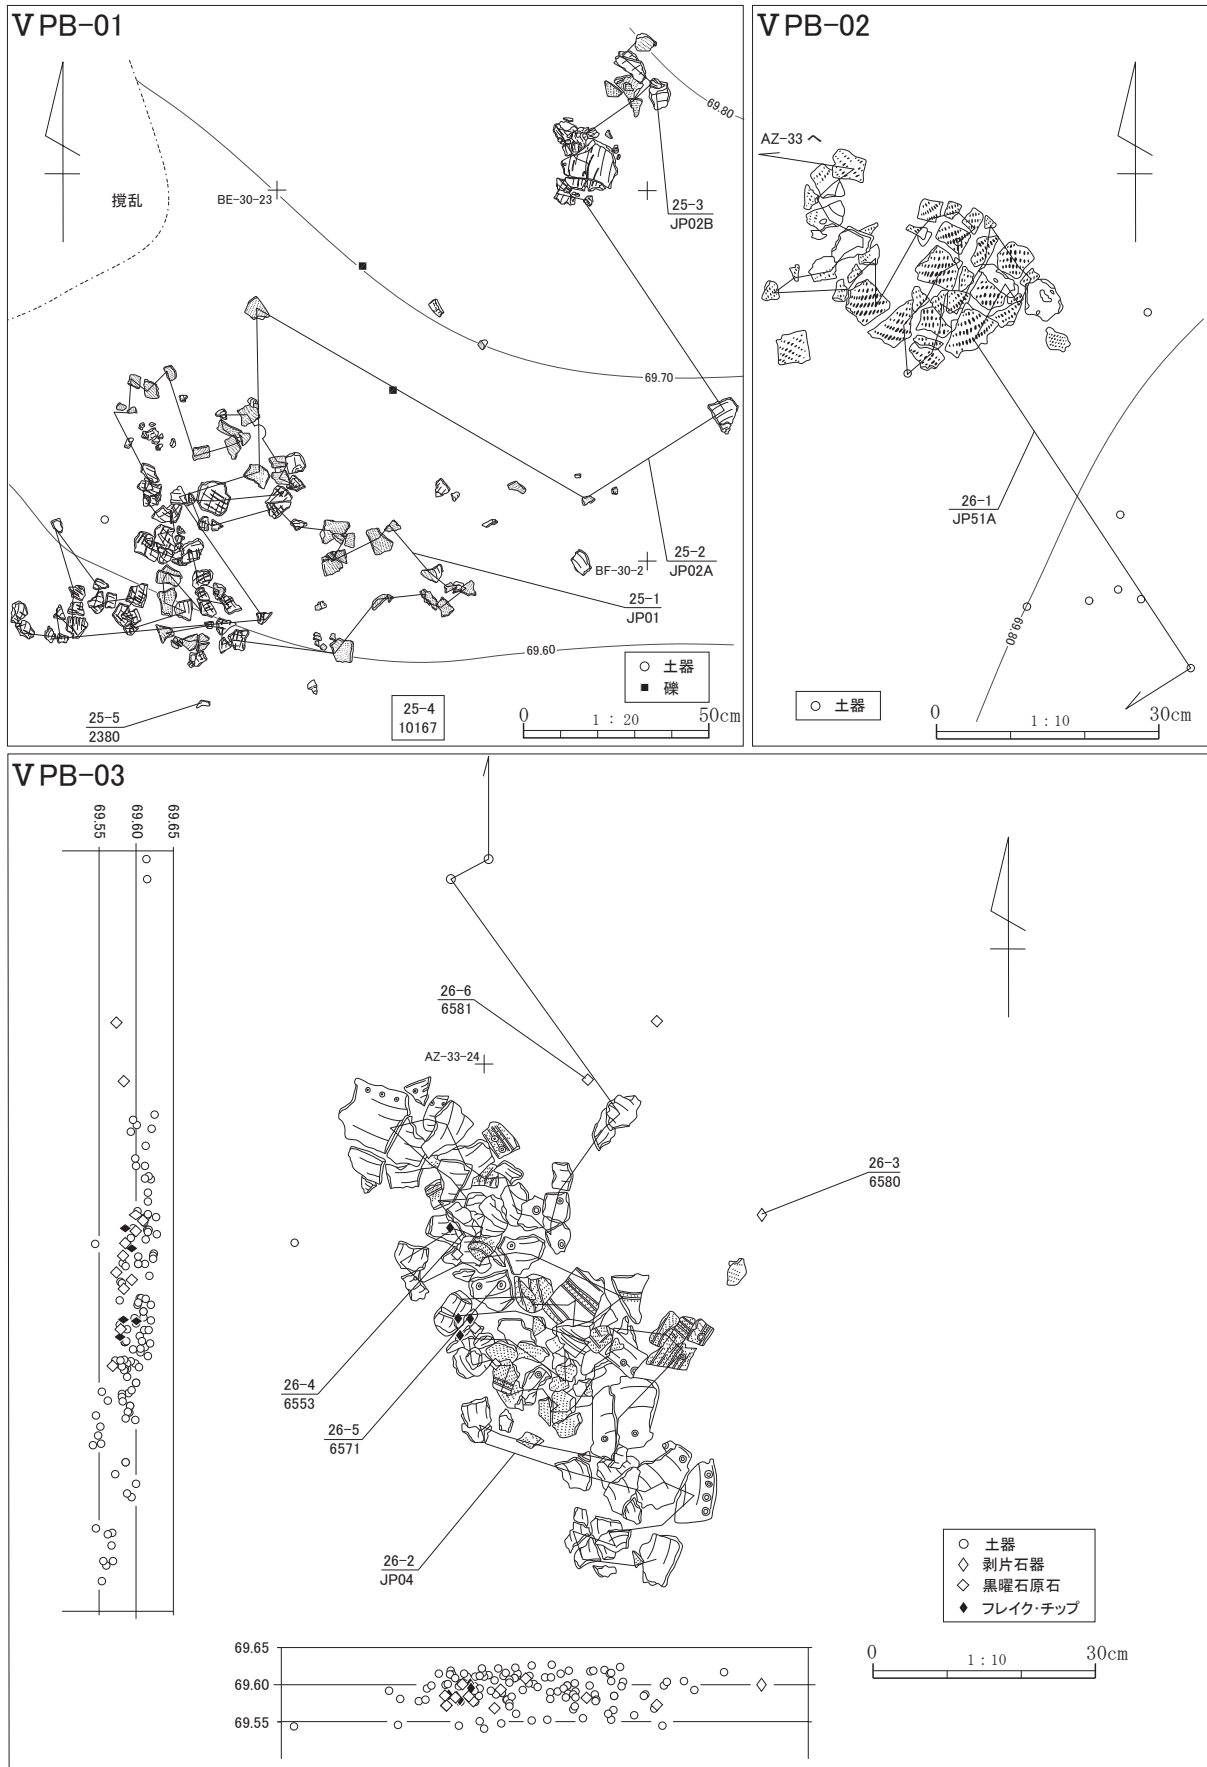 Ⅴ PB-01
69.80
攪乱
BE-30-23
25-3
JP02B
69.70
25-2
JP02A
BF-30-2
25-1
JP01
69.60
○ 土器
■ 礫
25-5
2380
25-4
10167
0 1 : 20 50cm
Ⅴ PB-02
AZ-33 へ
26-1
JP51A
69.80
○ 土器
0 1 : 10 30cm
Ⅴ PB-03
69.55
69.60
69.65
26-6
6581
AZ-33-24
26-3
6580
26-4
6553
26-5
6571
26-2
JP04
○ 土器
◇ 剥片石器
◇ 黒曜石原石
◆ フレイク・チップ
69.65
69.60
69.55
0 1 : 10 30cm